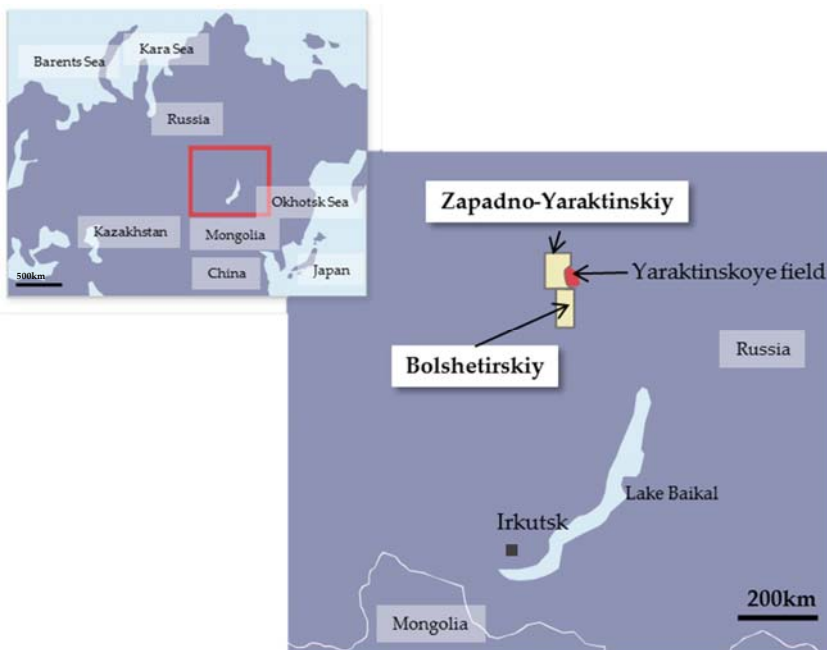 Kara Sea
Barents Sea
Russia
Okhotsk Sea
Kazakhstan
Mongolia
China
Japan
500km
Zapadno-Yaraktinskiy
Yaraktinskoye field
Russia
Bolshetirskiy
Lake Baikal
Irkutsk
200km
Mongolia